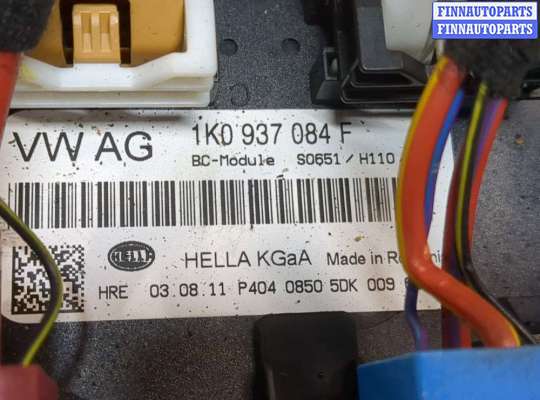 FINNAUTOPARTS
FINNAUTOPARTS
VW AG
1K0 937 084 F
BC-Module S0651/H110
HELLA
HELLA KGaA Made in
HRE 03.08.11 P404 0850 5DK 009